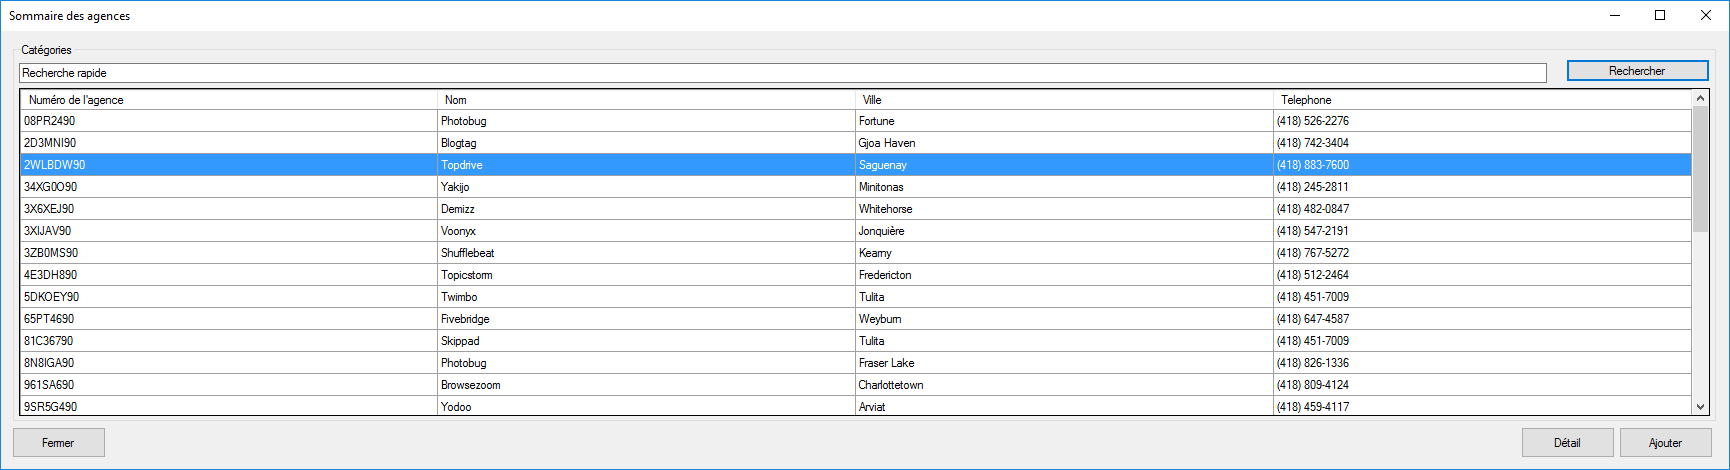 Sommaire des agences
Catégories
Recherche rapide Rechercher
Numéro de l'agence Nom Ville Telephone
08PR2490 Photobug Fortune (418) 526-2276
2D3MNI90 Blogtag Gjoa Haven (418) 742-3404
2WLBDW90 Topdrive Saguenay (418) 883-7600
34XG0O90 Yakijo Minitonas (418) 245-2811
3X6XEJ90 Demizz Whitehorse (418) 482-0847
3XIJAV90 Voonyx Jonquière (418) 547-2191
3ZB0MS90 Shufflebeat Kearny (418) 767-5272
4E3DH890 Topicstorm Fredericton (418) 512-2464
5DKOEY90 Twimbo Tulita (418) 451-7009
65PT4690 Fivebridge Weyburn (418) 647-4587
81C36790 Skippad Tulita (418) 451-7009
8N8IGA90 Photobug Fraser Lake (418) 826-1336
961SA690 Browsezoom Charlottetown (418) 809-4124
9SR5G490 Yodoo Arviat (418) 459-4117
Fermer Détail Ajouter